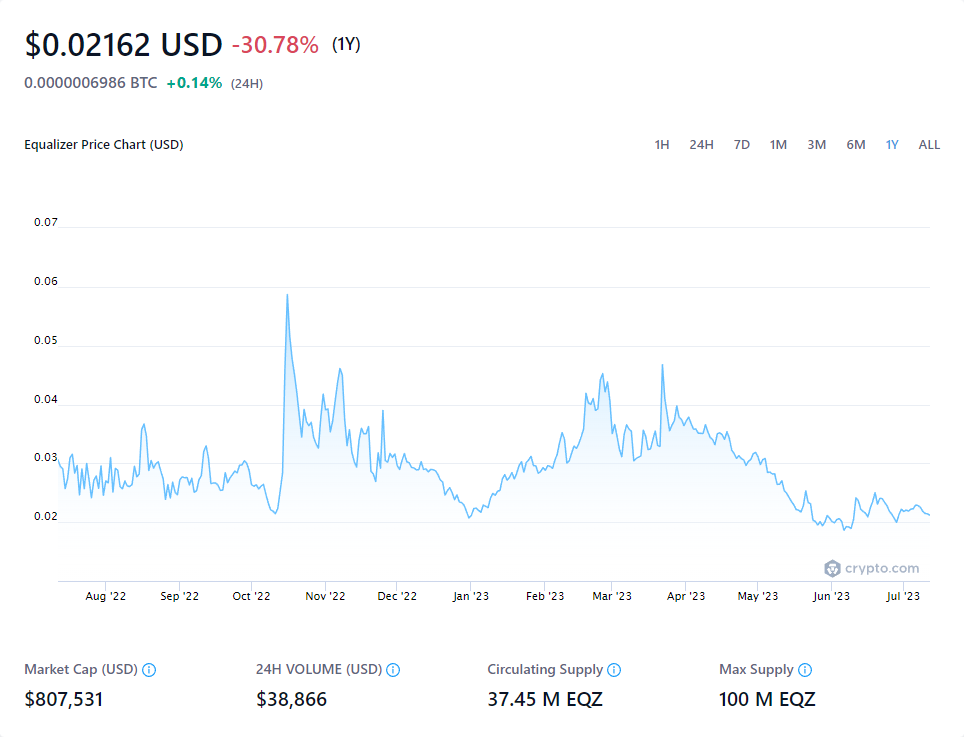 $0.02162 USD -30.78% (1Y)
0.0000006986 BTC +0.14% (24H)
Equalizer Price Chart (USD) 1H 24H 7D 1M 3M 6M 1Y ALL
0.07
0.06
0.05
0.04
0.03
0.02
crypto.com
Aug '22 Sep '22 Oct '22 Nov '22 Dec '22 Jan '23 Feb '23 Mar '23 Apr '23 May '23 Jun '23 Jul '23
Market Cap (USD) 24H VOLUME (USD) Circulating Supply Max Supply
$807,531 $38,866 37.45 M EQZ 100 M EQZ